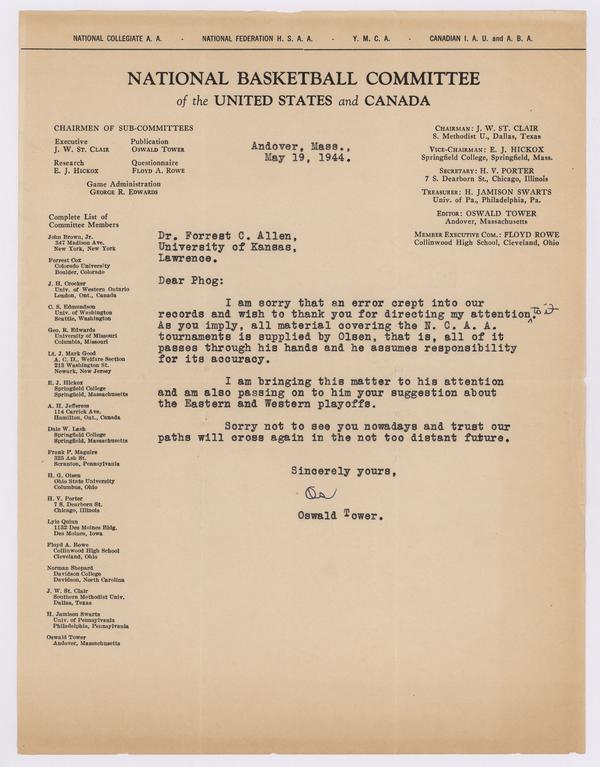 NATIONAL COLLEGIATE A. A. · NATIONAL FEDERATION H. S. A. A. · Y. M. C. A. · CANADIAN I. A. U. and A. B. A.
NATIONAL BASKETBALL COMMITTEE
of the UNITED STATES and CANADA
CHAIRMEN OF SUB-COMMITTEES
Executive Publication
J. W. ST. CLAIR OSWALD TOWER
Research Questionnaire
E. J. HICKOX FLOYD A. ROWE
Game Administration
GEORGE R. EDWARDS
CHAIRMAN: J. W. ST. CLAIR
S. Methodist U., Dallas, Texas
VICE-CHAIRMAN: E. J. HICKOX
Springfield College, Springfield, Mass.
SECRETARY: H. V. PORTER
7 S. Dearborn St., Chicago, Illinois
TREASURER: H. JAMISON SWARTS
Univ. of Pa., Philadelphia, Pa.
EDITOR: OSWALD TOWER
Andover, Massachusetts
MEMBER EXECUTIVE COM.: FLOYD ROWE
Collinwood High School, Cleveland, Ohio
Complete List of
Committee Members
John Brown, Jr.
347 Madison Ave.
New York, New York
Forrest Cox
Colorado University
Boulder, Colorado
J. H. Crocker
Univ. of Western Ontario
London, Ont., Canada
C. S. Edmundson
Univ. of Washington
Seattle, Washington
Geo. R. Edwards
University of Missouri
Columbia, Missouri
Lt. J. Mark Good
A. C. D., Welfare Section
213 Washington St.
Newark, New Jersey
E. J. Hickox
Springfield College
Springfield, Massachusetts
A. H. Jefferess
114 Carrick Ave.
Hamilton, Ont., Canada
Dale W. Lash
Springfield College
Springfield, Massachusetts
Frank P. Maguire
325 Ash St.
Scranton, Pennsylvania
H. G. Olsen
Ohio State University
Columbus, Ohio
H. V. Porter
7 S. Dearborn St.
Chicago, Illinois
Lyle Quinn
1132 Des Moines Bldg.
Des Moines, Iowa
Floyd A. Rowe
Collinwood High School
Cleveland, Ohio
Norman Shepard
Davidson College
Davidson, North Carolina
J. W. St. Clair
Southern Methodist Univ.
Dallas, Texas
H. Jamison Swarts
Univ. of Pennsylvania
Philadelphia, Pennsylvania
Oswald Tower
Andover, Massachusetts
Andover, Mass.,
May 19, 1944.
Dr. Forrest C. Allen,
University of Kansas,
Lawrence.
Dear Phog:
I am sorry that an error crept into our
records and wish to thank you for directing my attention. to it
As you imply, all material covering the N. C. A. A.
tournaments is supplied by Olsen, that is, all of it
passes through his hands and he assumes responsibility
for its accuracy.
I am bringing this matter to his attention
and am also passing on to him your suggestion about
the Eastern and Western playoffs.
Sorry not to see you nowadays and trust our
paths will cross again in the not too distant future.
Sincerely yours,
Os
Oswald Tower.